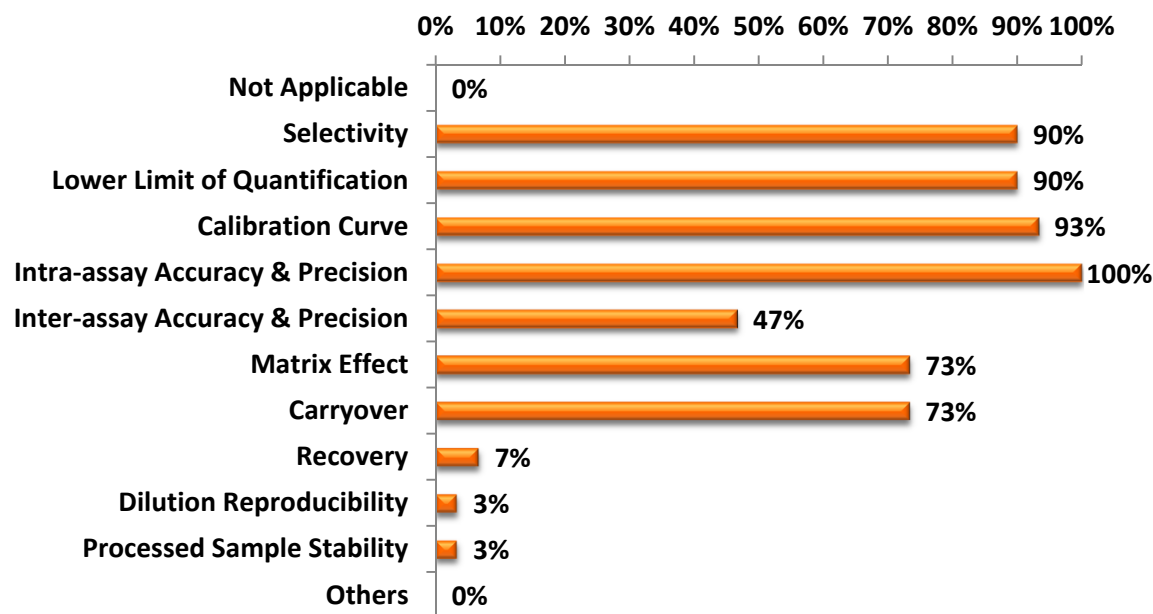 0% 10% 20% 30% 40% 50% 60% 70% 80% 90% 100%
Not Applicable 0%
Selectivity 90%
Lower Limit of Quantification 90%
Calibration Curve 93%
Intra-assay Accuracy & Precision 100%
Inter-assay Accuracy & Precision 47%
Matrix Effect 73%
Carryover 73%
Recovery 7%
Dilution Reproducibility 3%
Processed Sample Stability 3%
Others 0%